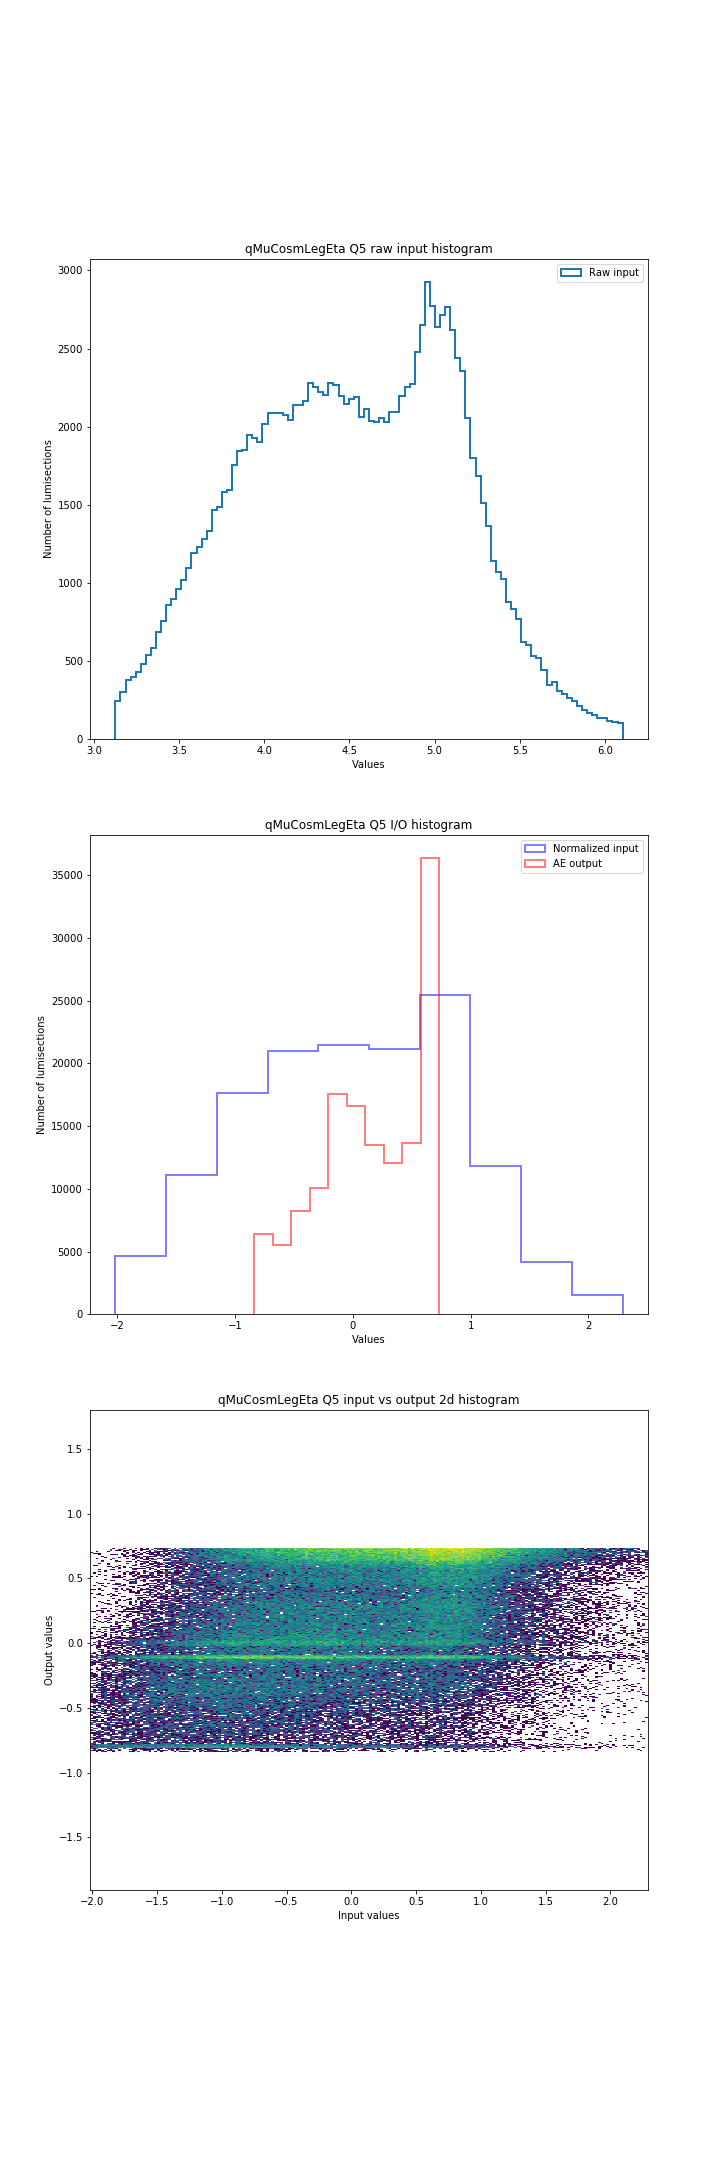 qMuCosmLegEta Q5 raw input histogram
Raw input
3000
2500
2000
1500
1000
500
0
Number of lumisections
3.0 3.5 4.0 4.5 5.0 5.5 6.0
Values
qMuCosmLegEta Q5 I/O histogram
Normalized input
AE output
35000
30000
25000
20000
15000
10000
5000
0
Number of lumisections
−2 −1 0 1 2
Values
qMuCosmLegEta Q5 input vs output 2d histogram
1.5
1.0
0.5
0.0
−0.5
−1.0
−1.5
Output values
−2.0 −1.5 −1.0 −0.5 0.0 0.5 1.0 1.5 2.0
Input values